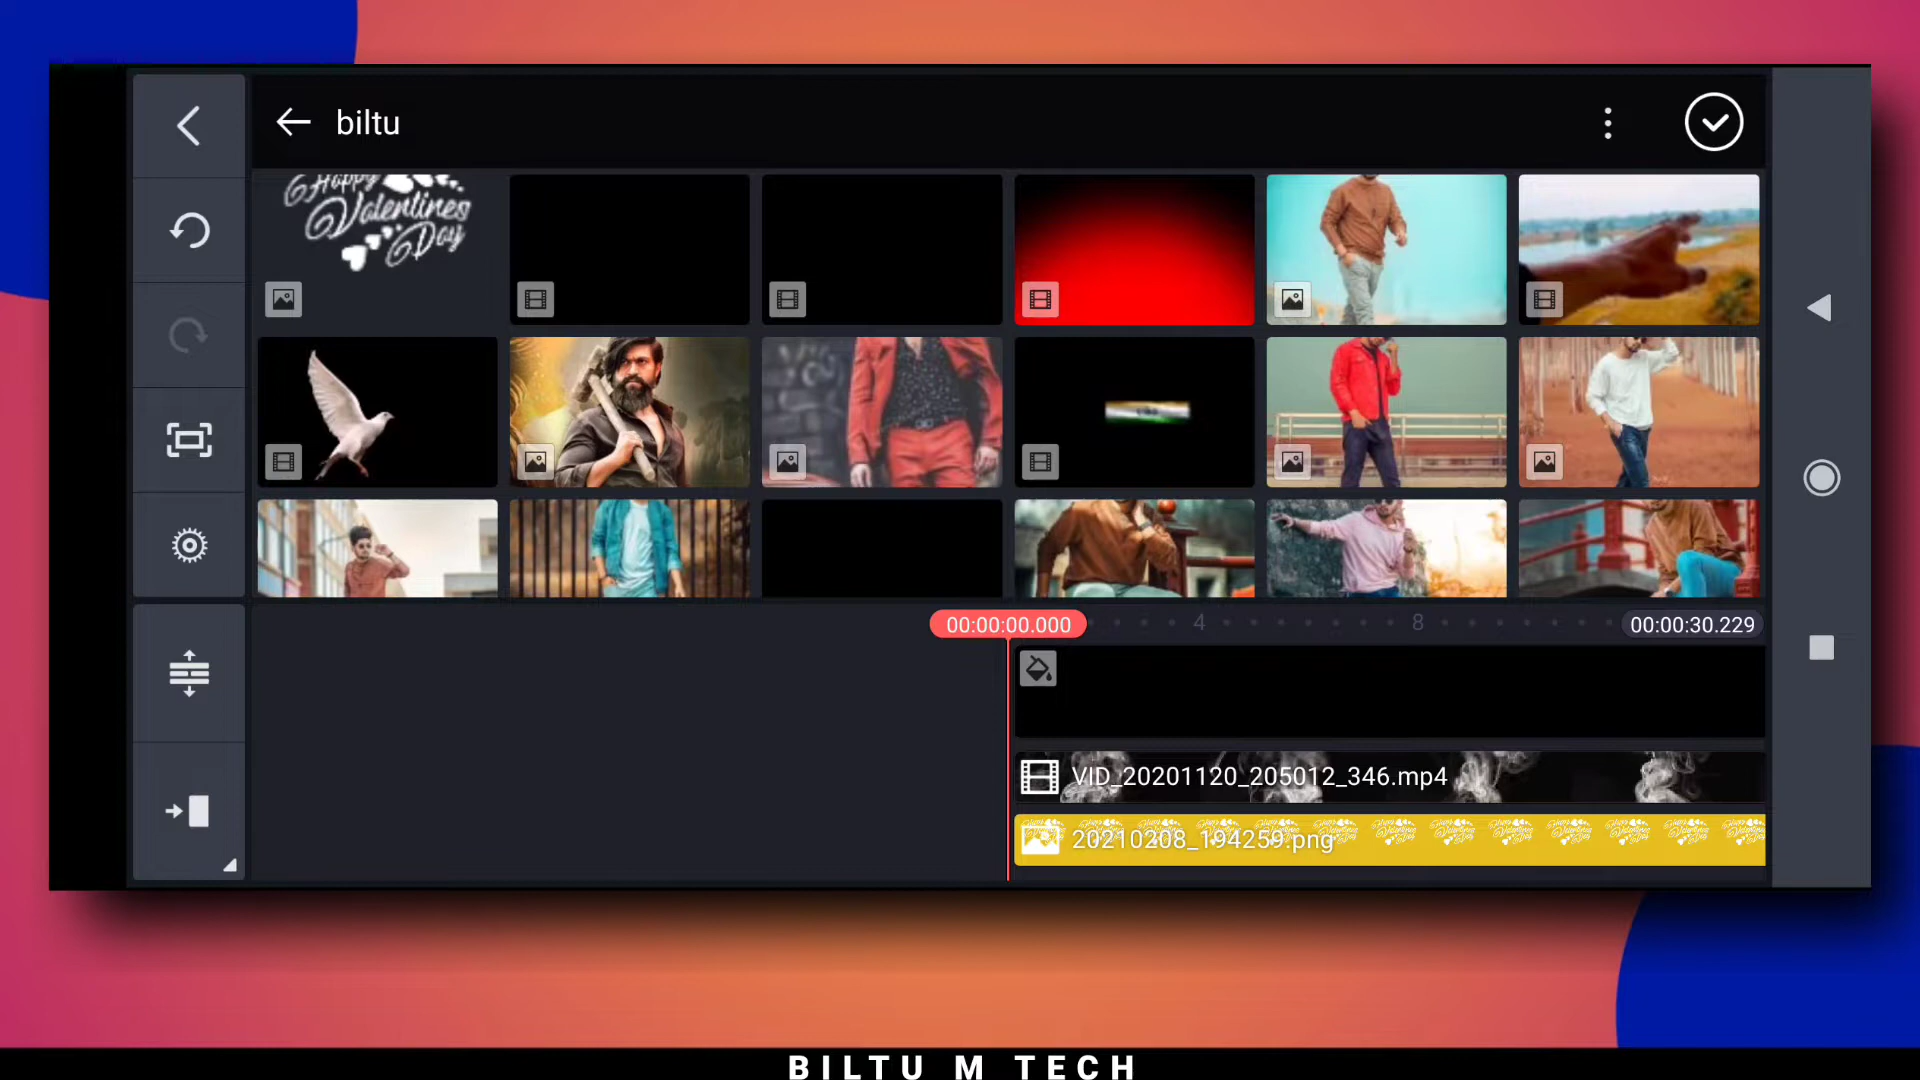 biltu
Happy
Valentines
Day
00:00:00.000
4
8
00:00:30.229
VID_20201120_205012_346.mp4
20210208_194259.png
BILTU M TECH